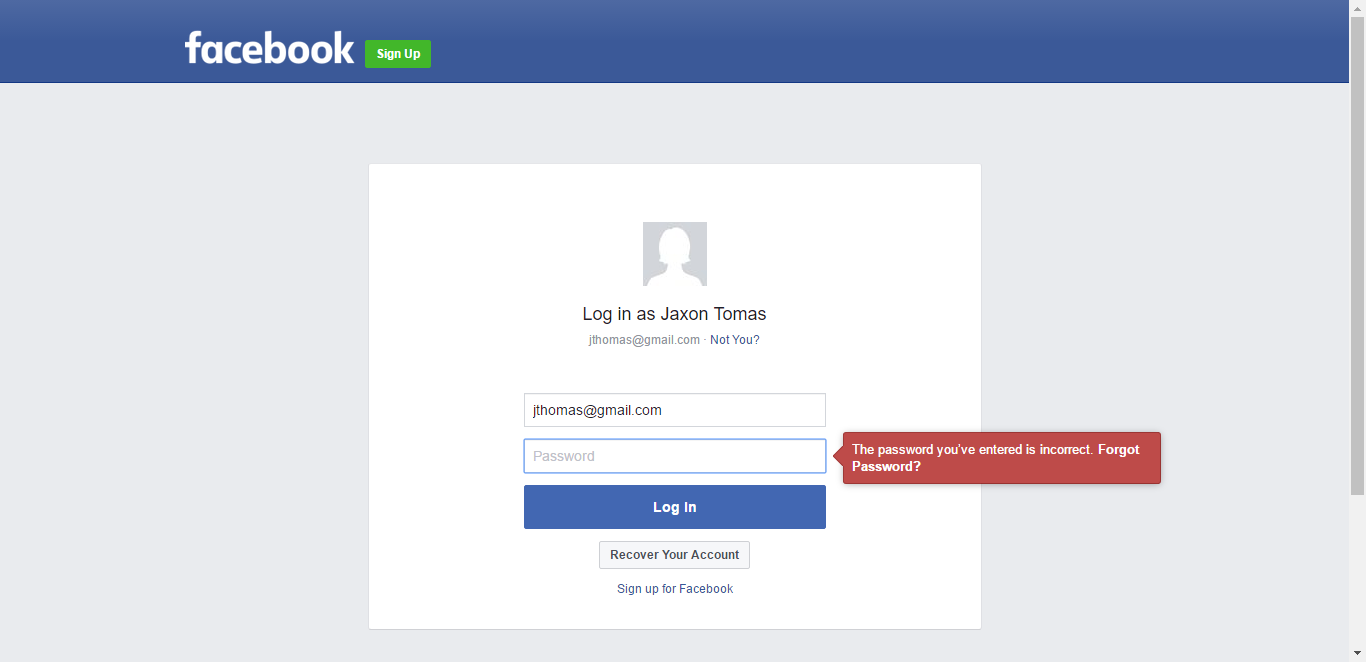 facebook
Sign Up
Log in as Jaxon Tomas
jthomas@gmail.com · Not You?
jthomas@gmail.com
Password
The password you've entered is incorrect. Forgot
Password?
Log In
Recover Your Account
Sign up for Facebook